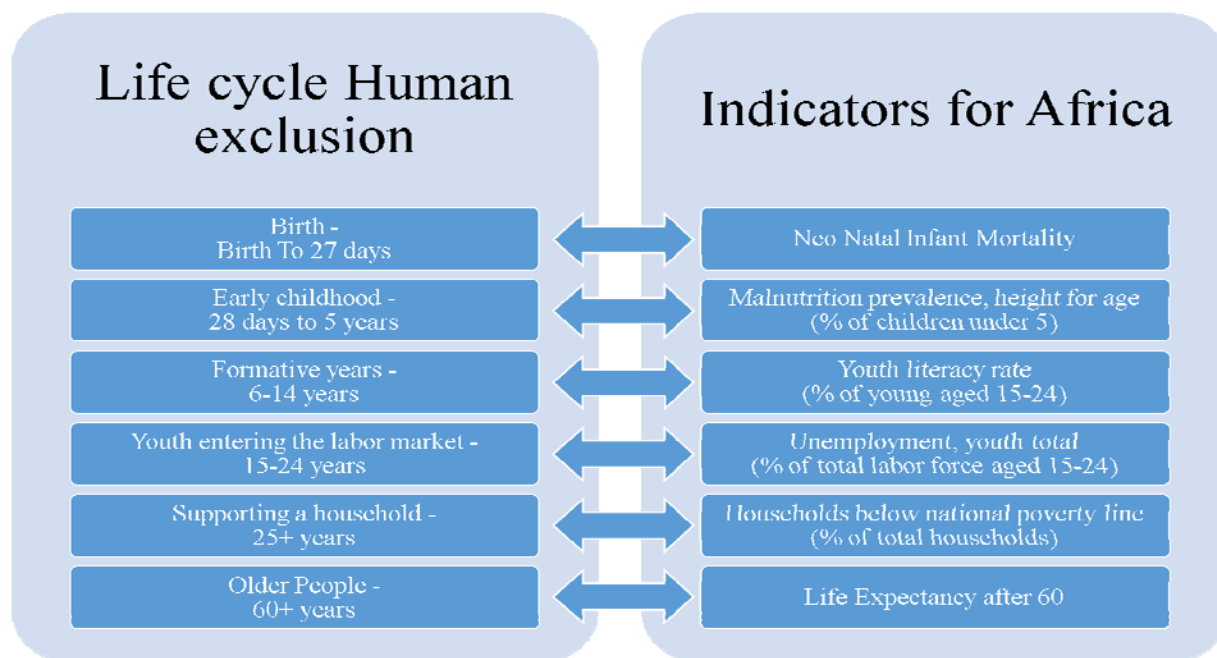 Life cycle Human
exclusion
Birth -
Birth To 27 days
Early childhood -
28 days to 5 years
Formative years -
6-14 years
Youth entering the labor market -
15-24 years
Supporting a household -
25+ years
Older People -
60+ years
Indicators for Africa
Neo Natal Infant Mortality
Malnutrition prevalence, height for age
(% of children under 5)
Youth literacy rate
(% of young aged 15-24)
Unemployment, youth total
(% of total labor force aged 15-24)
Households below national poverty line
(% of total households)
Life Expectancy after 60